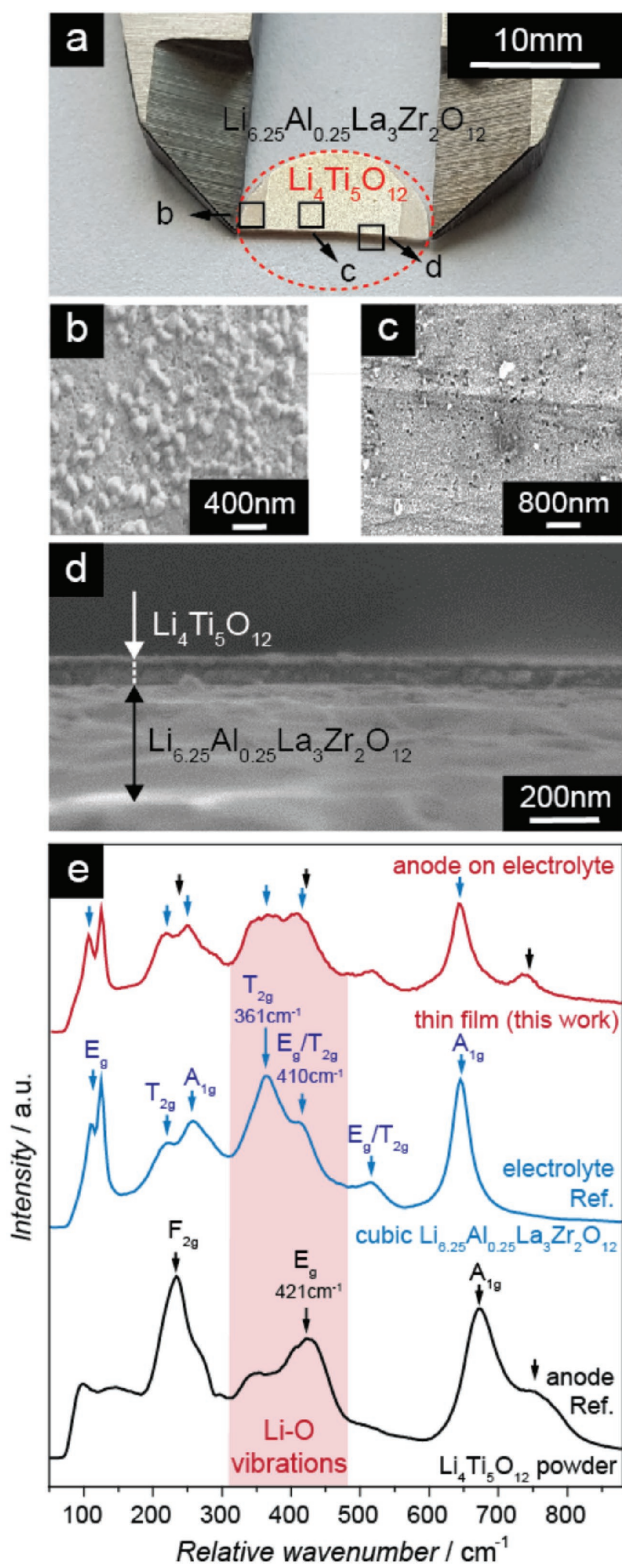 a
10mm
Li6.25Al0.25La3Zr2O12
Li4Ti5O12
b
c
d
b
400nm
c
800nm
d
Li4Ti5O12
Li6.25Al0.25La3Zr2O12
200nm
e
anode on electrolyte
thin film (this work)
T2g
361cm-1
Eg/T2g
410cm-1
Eg
T2g
A1g
Eg/T2g
A1g
electrolyte
Ref.
cubic Li6.25Al0.25La3Zr2O12
F2g
Eg
421cm-1
A1g
anode
Ref.
Li4Ti5O12 powder
Li-O
vibrations
Intensity / a.u.
100 200 300 400 500 600 700 800
Relative wavenumber / cm-1